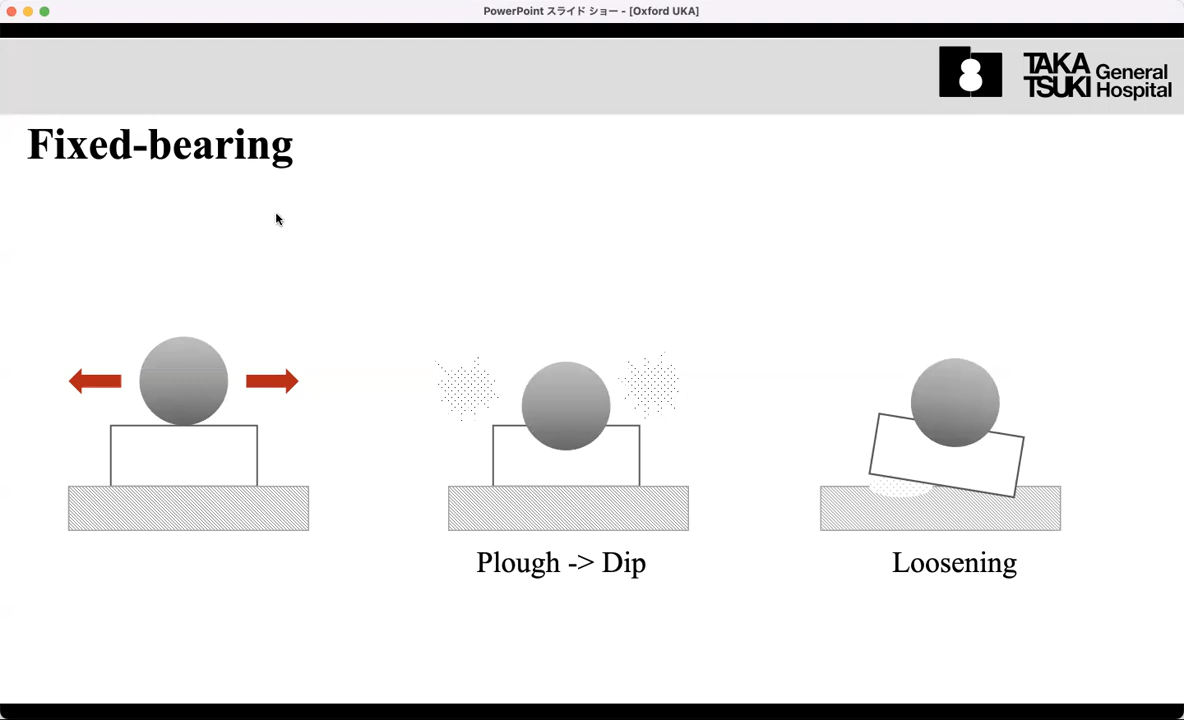 PowerPoint スライド ショー - [Oxford UKA]
TAKA
TSUKI
General
Hospital
Fixed-bearing
Plough -> Dip
Loosening